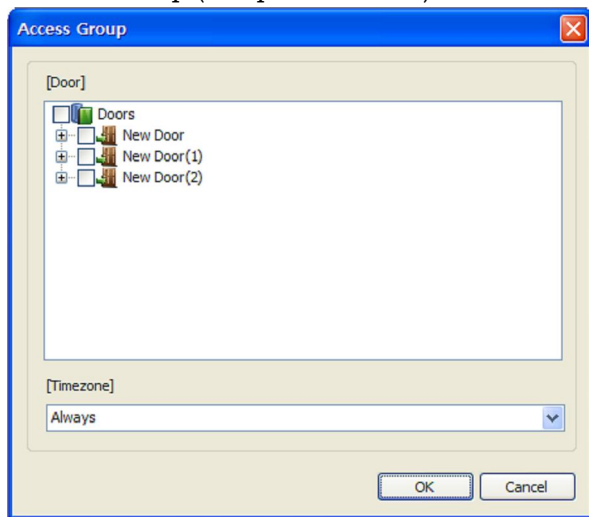 Access Group
[Door]
Doors
New Door
New Door(1)
New Door(2)
[Timezone]
Always
OK Cancel